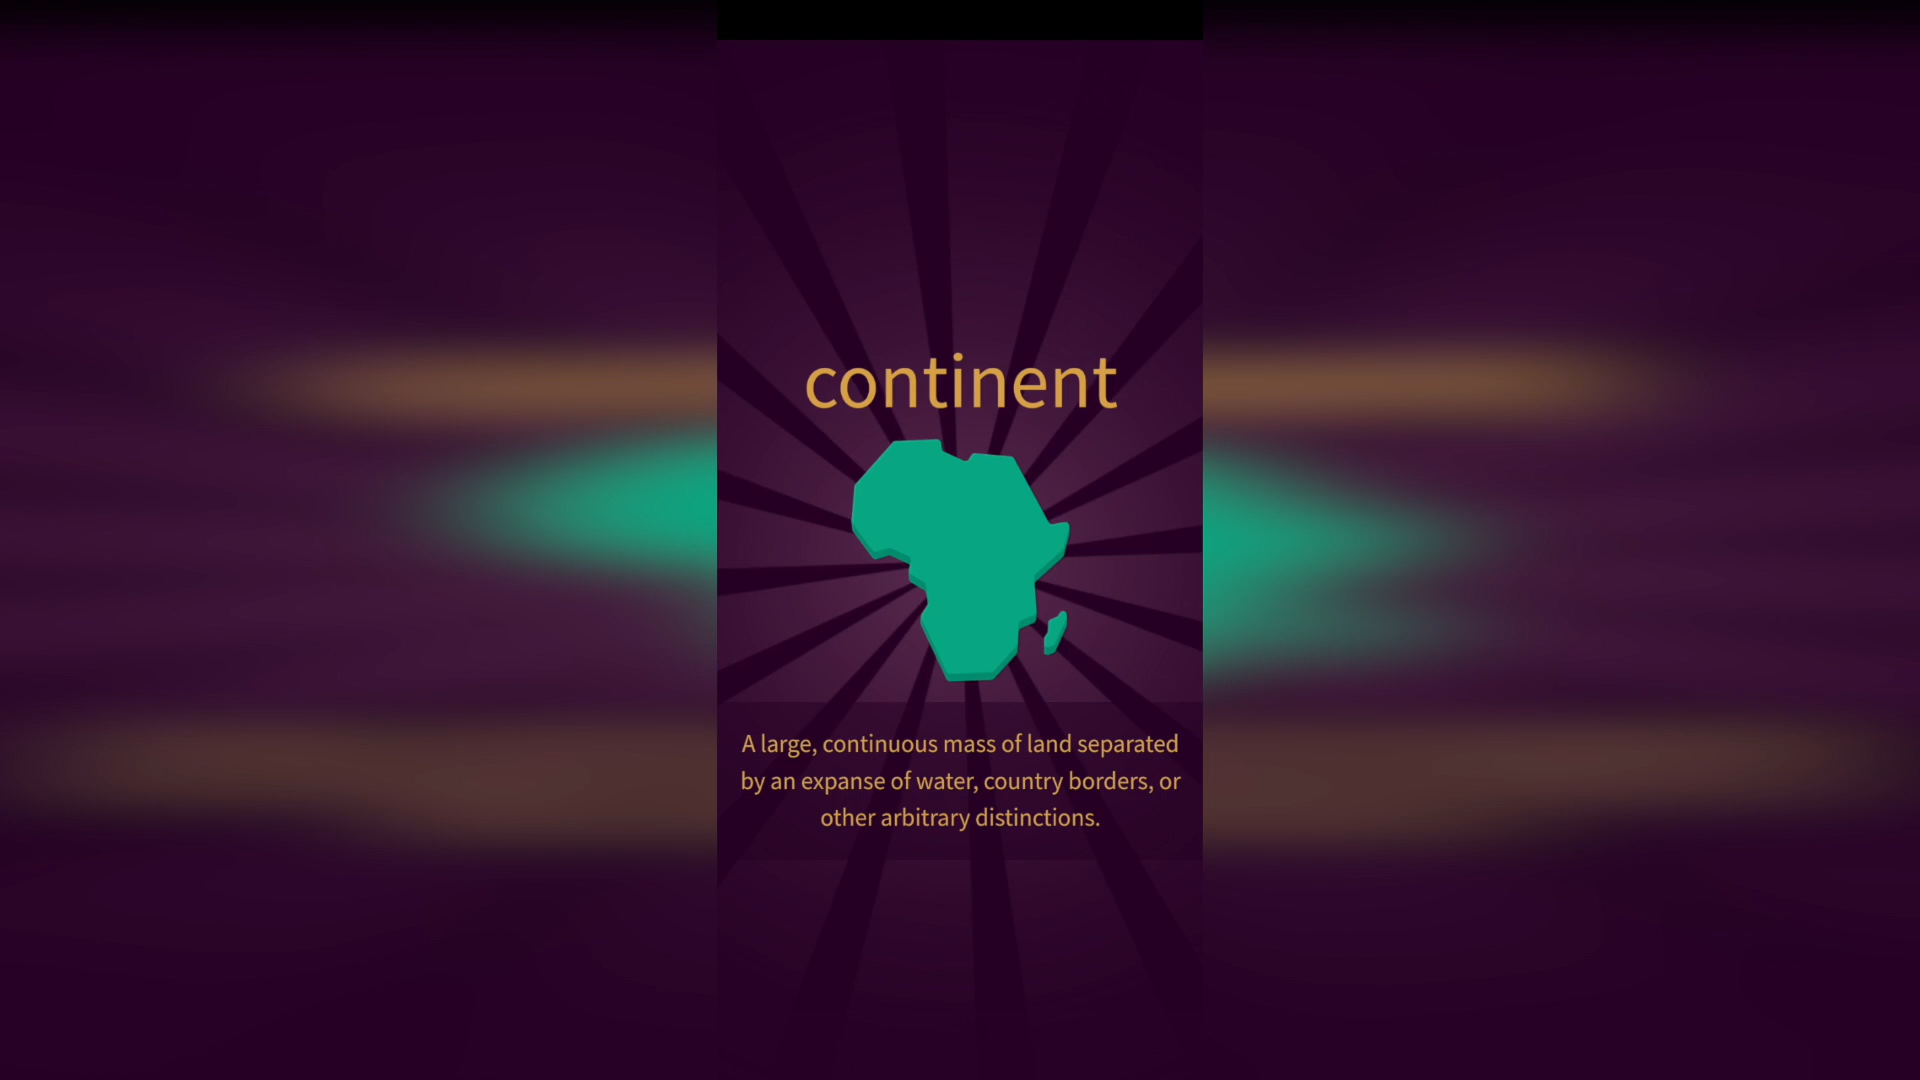 continent
A large, continuous mass of land separated
by an expanse of water, country borders, or
other arbitrary distinctions.